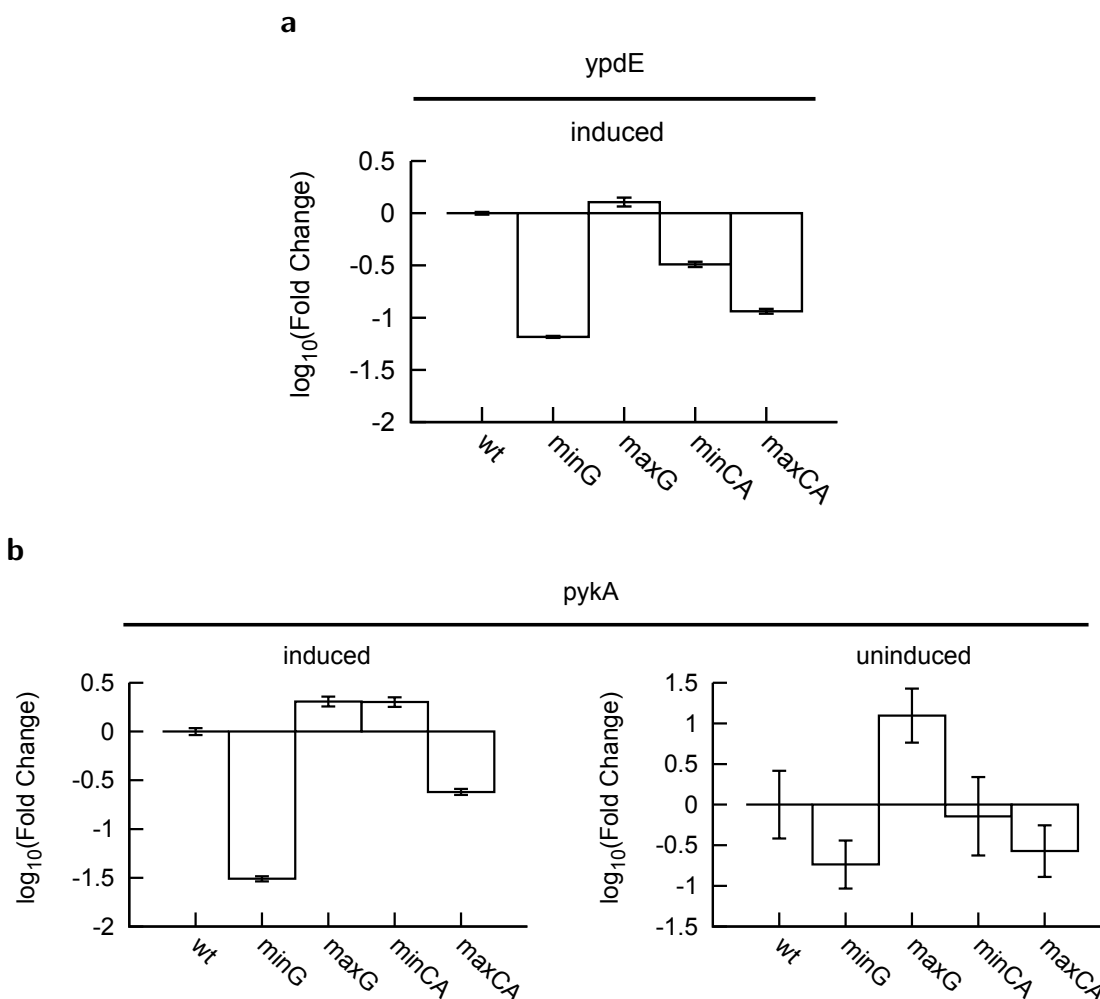 a
ypdE
induced
log10(Fold Change)
0.5
0
-0.5
-1
-1.5
-2
wt
minG
maxG
minCA
maxCA
b
pykA
induced
log10(Fold Change)
0.5
0
-0.5
-1
-1.5
-2
wt
minG
maxG
minCA
maxCA
uninduced
log10(Fold Change)
1.5
1
0.5
0
-0.5
-1
-1.5
wt
minG
maxG
minCA
maxCA